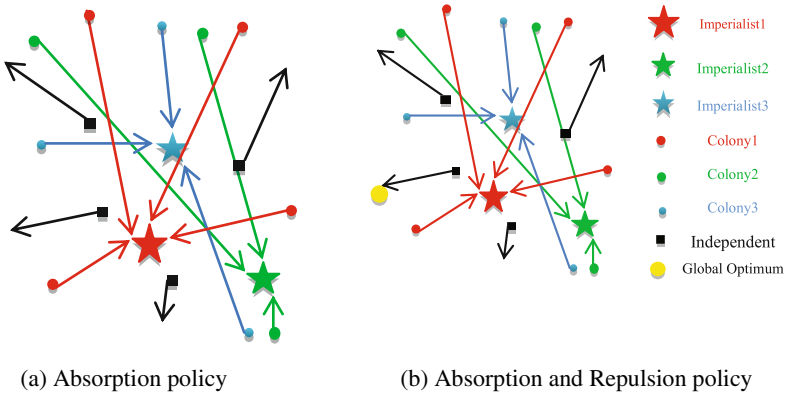 Imperialist1
Imperialist2
Imperialist3
Colony1
Colony2
Colony3
Independent
Global Optimum
(a) Absorption policy
(b) Absorption and Repulsion policy